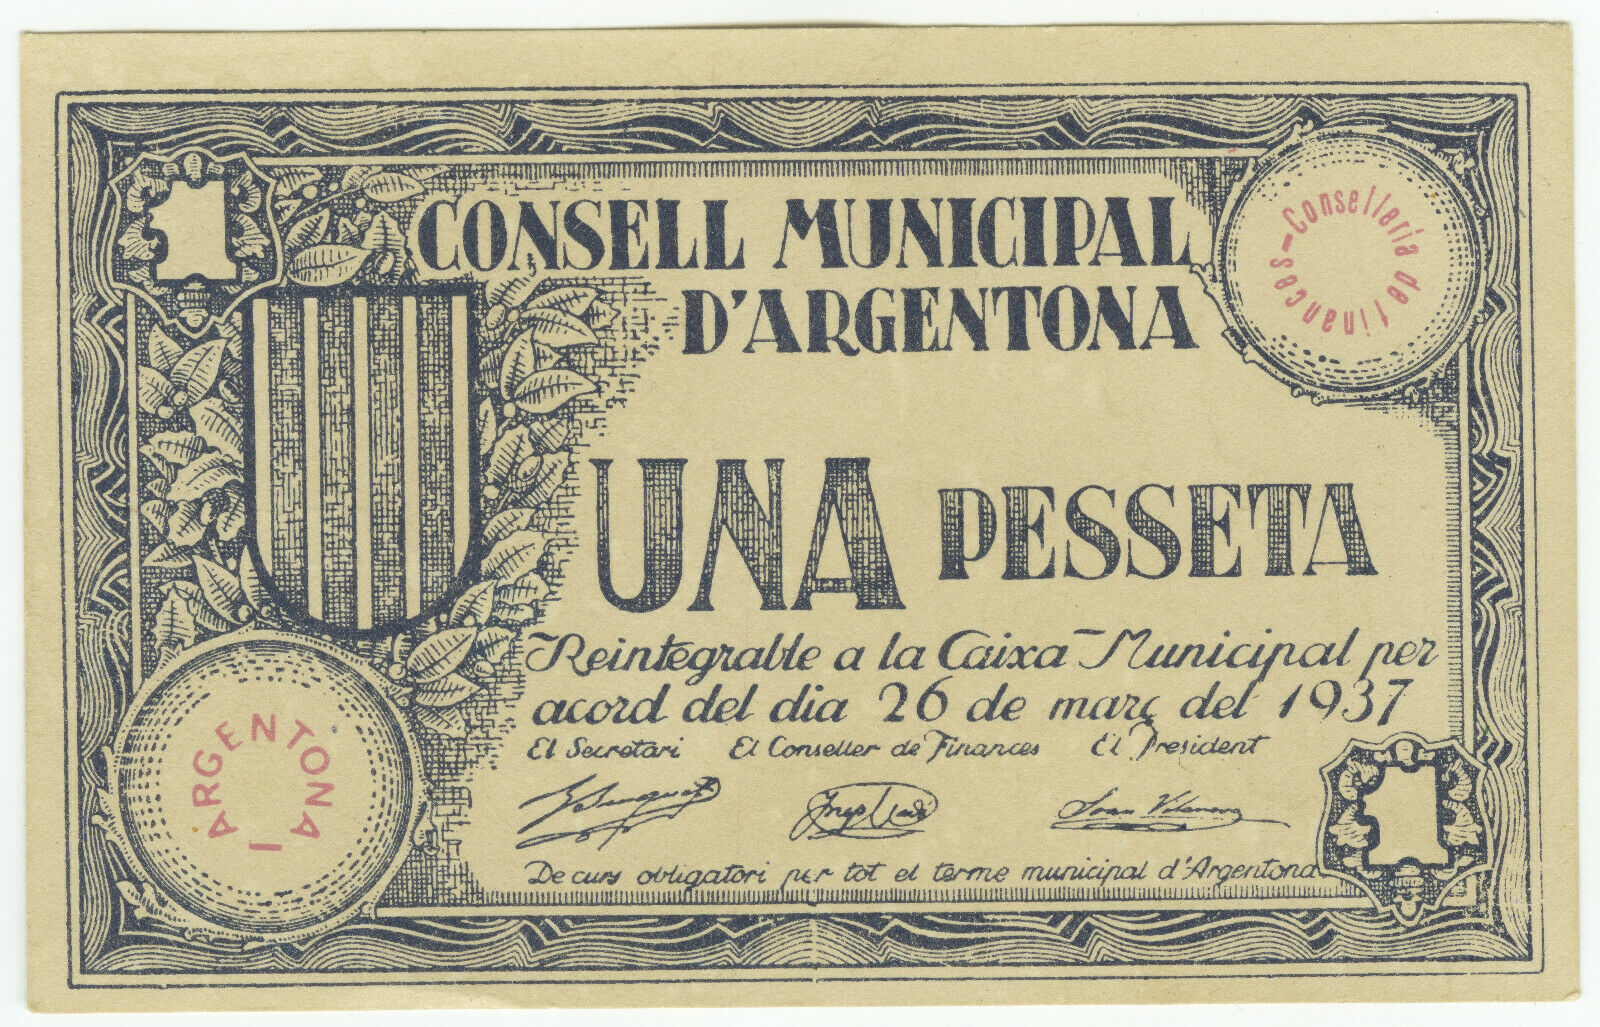 1
CONSELL MUNICIPAL
D'ARGENTONA
Conselleria de finances
UNA PESSETA
Reintegrable a la Caixa Municipal per
acord del dia 26 de març del 1937
El Secretari El Conseller de Finances El President
Joan Vilanova
De curs obligatori per tot el terme municipal d'Argentona
ARGENTONA
1